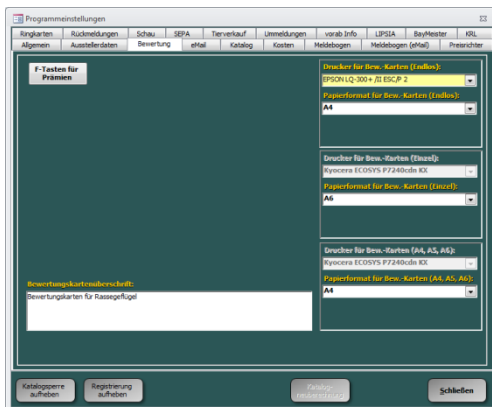 Programmeinstellungen
Ringkarten Rückmeldungen Schau SEPA Tierverkauf Ummeldungen vorab Info LIPSIA BayMeister KRL
Allgemein Ausstellerdaten Bewertung eMail Katalog Kosten Meldebogen Meldebogen (eMail) Preisrichter
F-Tasten für
Prämien
Drucker für Bew.-Karten (Endlos):
EPSON LQ-300+ /II ESC/P 2
Papierformat für Bew.-Karten (Endlos):
A4
Drucker für Bew.-Karten (Einzel):
Kyocera ECOSYS P7240cdn KX
Papierformat für Bew.-Karten (Einzel):
A6
Drucker für Bew.-Karten (A4, A5, A6):
Kyocera ECOSYS P7240cdn KX
Papierformat für Bew.-Karten (A4, A5, A6):
A4
Bewertungskartenüberschrift:
Bewertungskarten für Rassegeflügel
Katalogsperre
aufheben
Registrierung
aufheben
Katalog-
Schließen